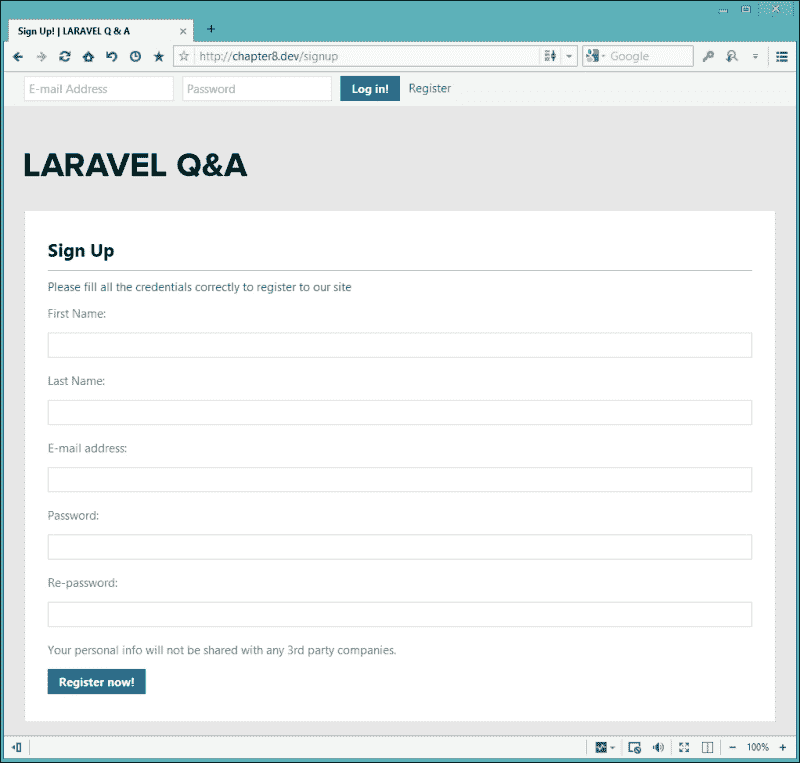 Sign Up! | LARAVEL Q & A
http://chapter8.dev/signup
Google
E-mail Address
Password
Log in!
Register
LARAVEL Q&A
Sign Up
Please fill all the credentials correctly to register to our site
First Name:
Last Name:
E-mail address:
Password:
Re-password:
Your personal info will not be shared with any 3rd party companies.
Register now!
100%